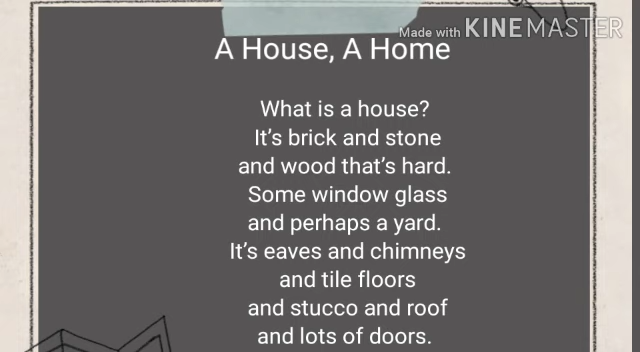 Made with KINEMASTER
A House, A Home
What is a house?
It’s brick and stone
and wood that’s hard.
Some window glass
and perhaps a yard.
It’s eaves and chimneys
and tile floors
and stucco and roof
and lots of doors.